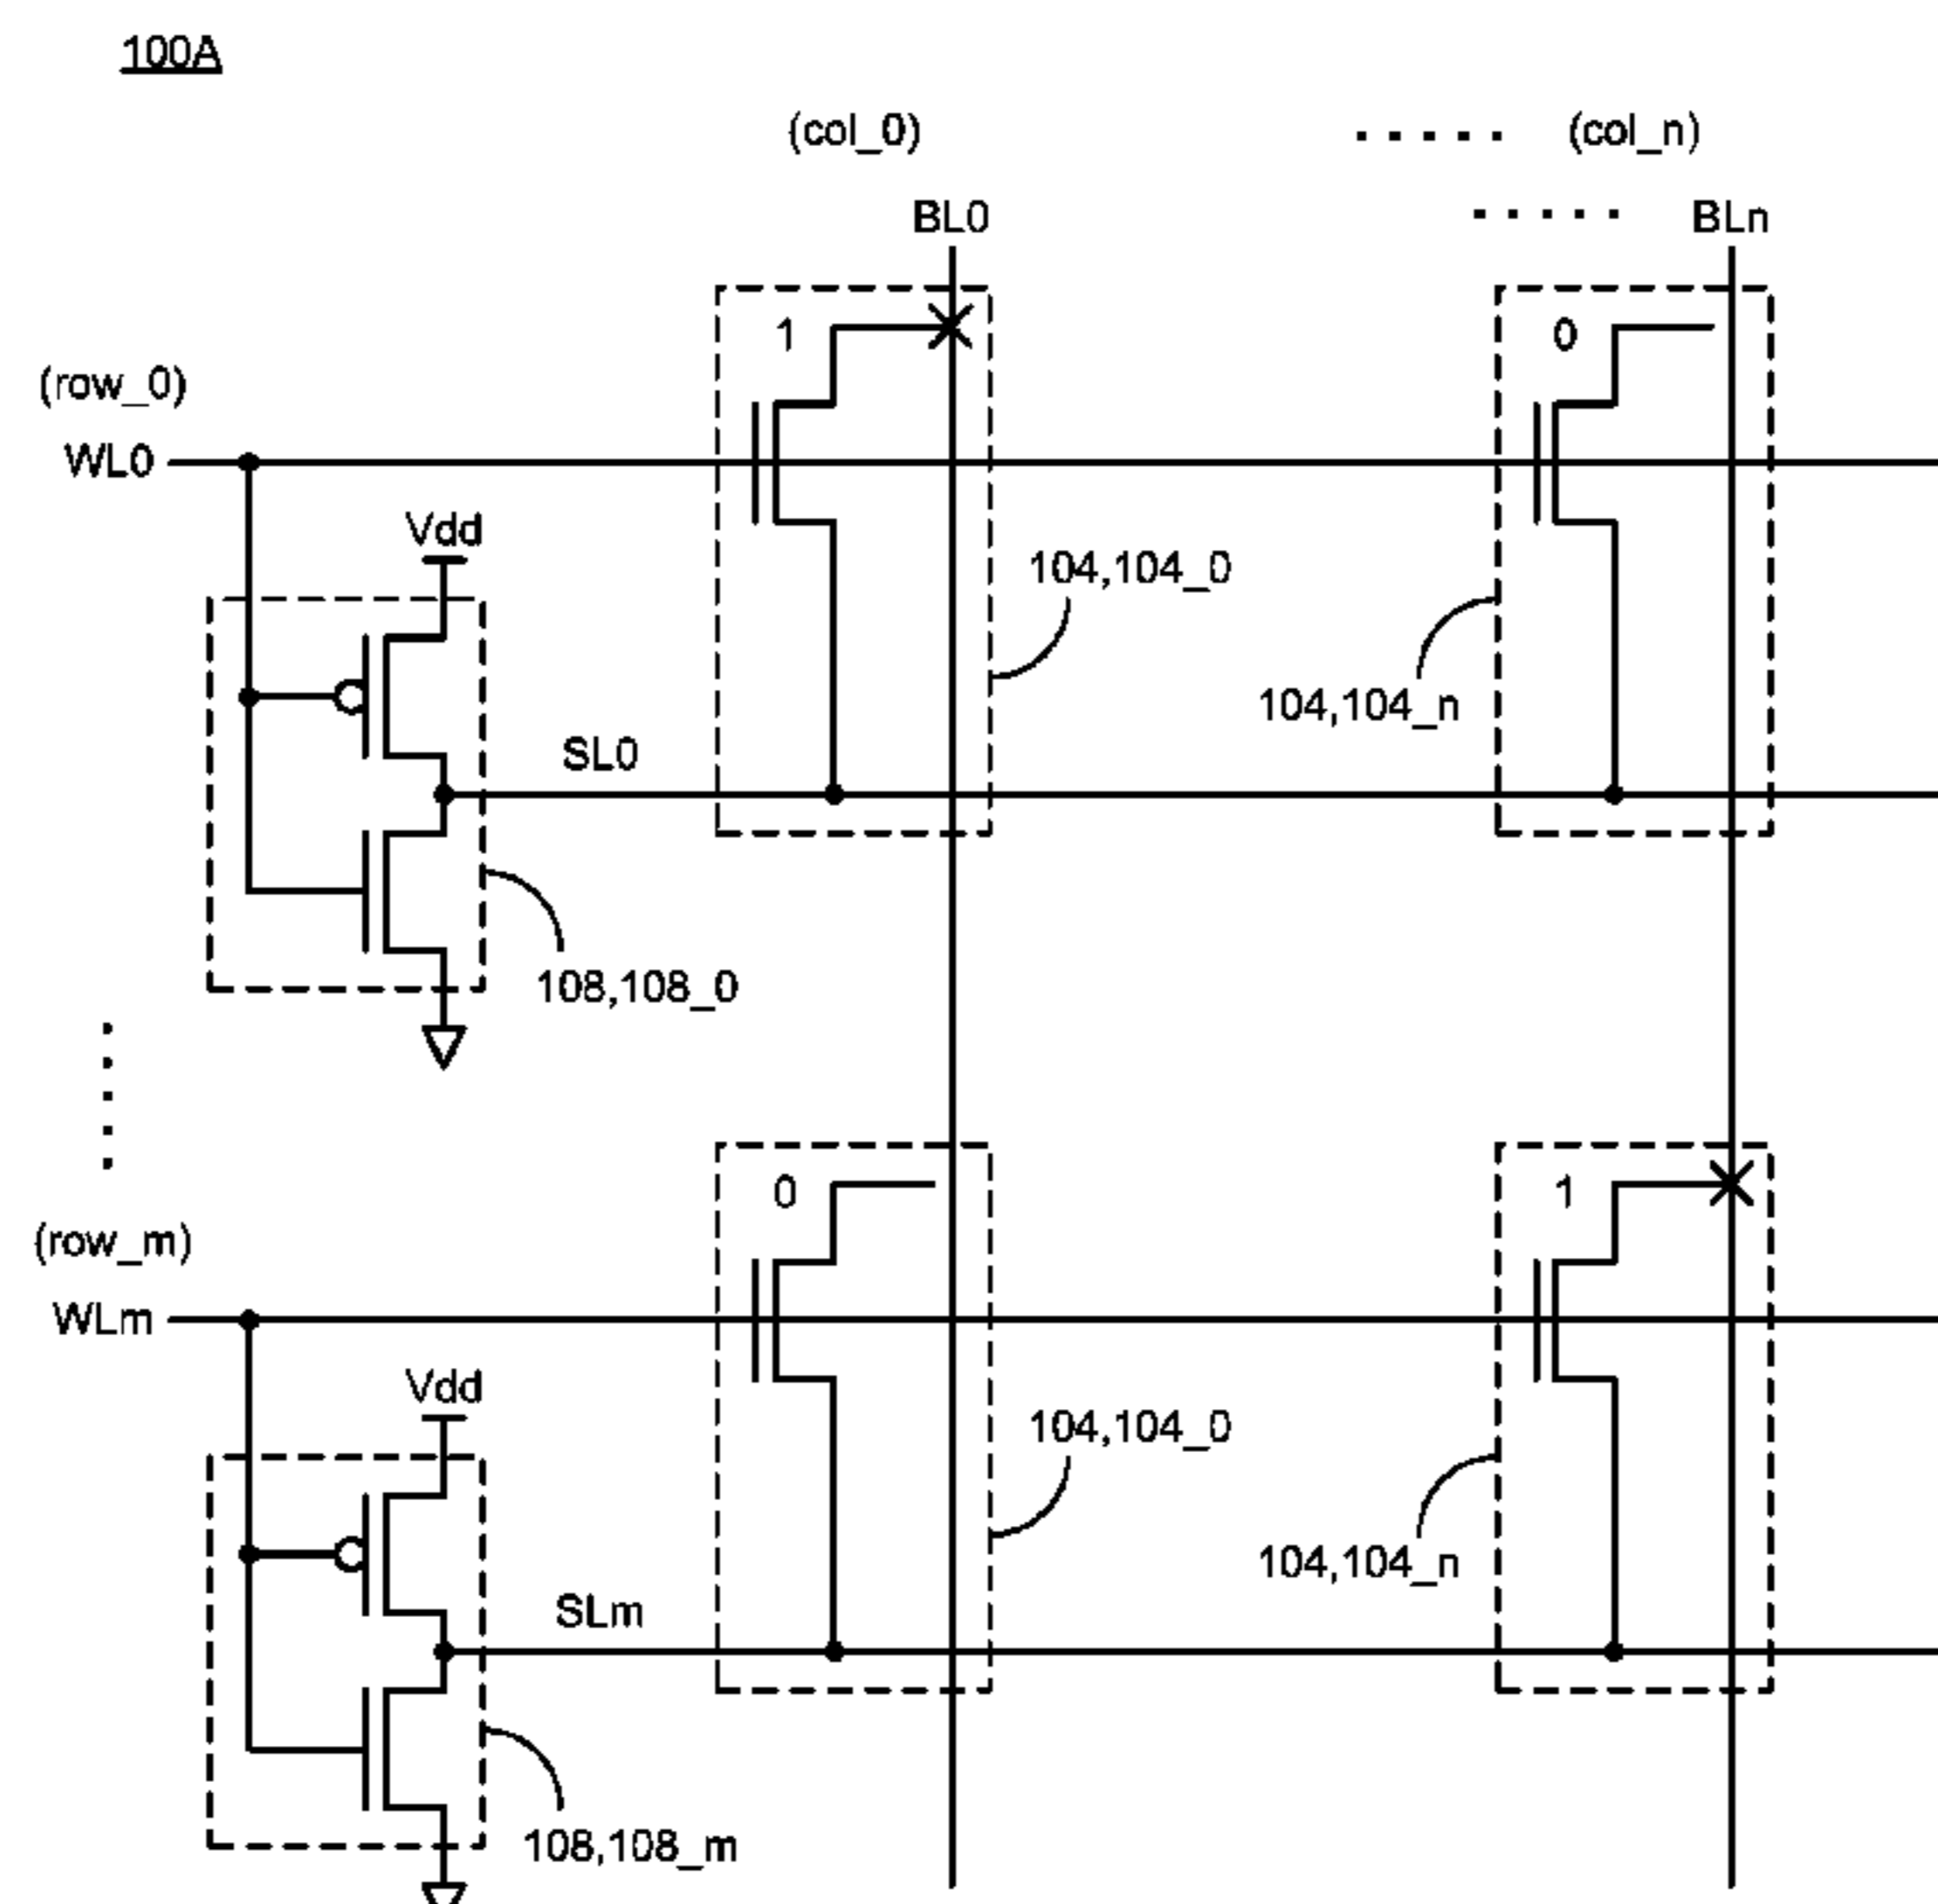 100A
(col_0) ..... (col_n)
BL0 ..... BLn
1
0
(row_0)
WL0
Vdd
104,104_0
104,104_n
SL0
108,108_0
0
1
(row_m)
WLm
Vdd
104,104_0
104,104_n
SLm
108,108_m